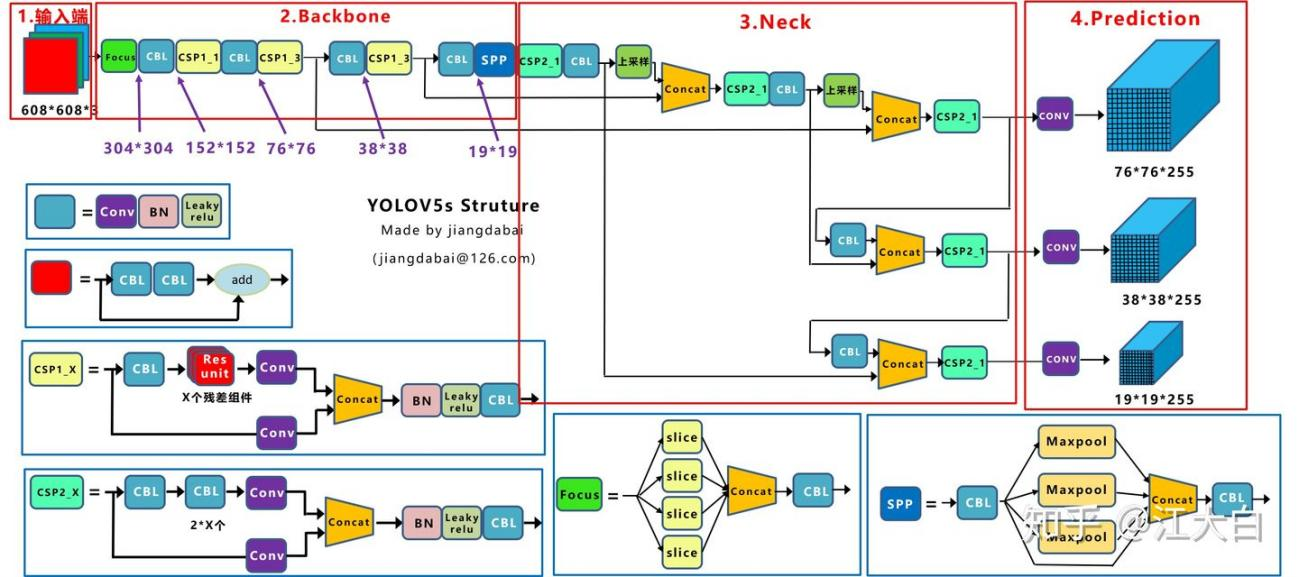 1.输入端
2.Backbone
3.Neck
4.Prediction
608*608*3
Focus
CBL
CSP1_1
CBL
CSP1_3
CBL
CSP1_3
CBL
SPP
CSP2_1
CBL
上采样
Concat
CSP2_1
CBL
上采样
Concat
CSP2_1
CONV
76*76*255
304*304
152*152
76*76
38*38
19*19
YOLOV5s Struture
Made by jiangdabai
(jiangdabai@126.com)
CBL
Concat
CSP2_1
CONV
38*38*255
CBL
Concat
CSP2_1
CONV
19*19*255
=
Conv
BN
Leaky
relu
=
CBL
CBL
add
CSP1_X
=
CBL
Res
unit
X个残差组件
Conv
Conv
Concat
BN
Leaky
relu
CBL
CSP2_X
=
CBL
CBL
2*X个
Conv
Conv
Concat
BN
Leaky
relu
CBL
Focus
=
slice
slice
slice
slice
Concat
CBL
SPP
=
CBL
Maxpool
Maxpool
Maxpool
Concat
CBL
知乎 @江大白